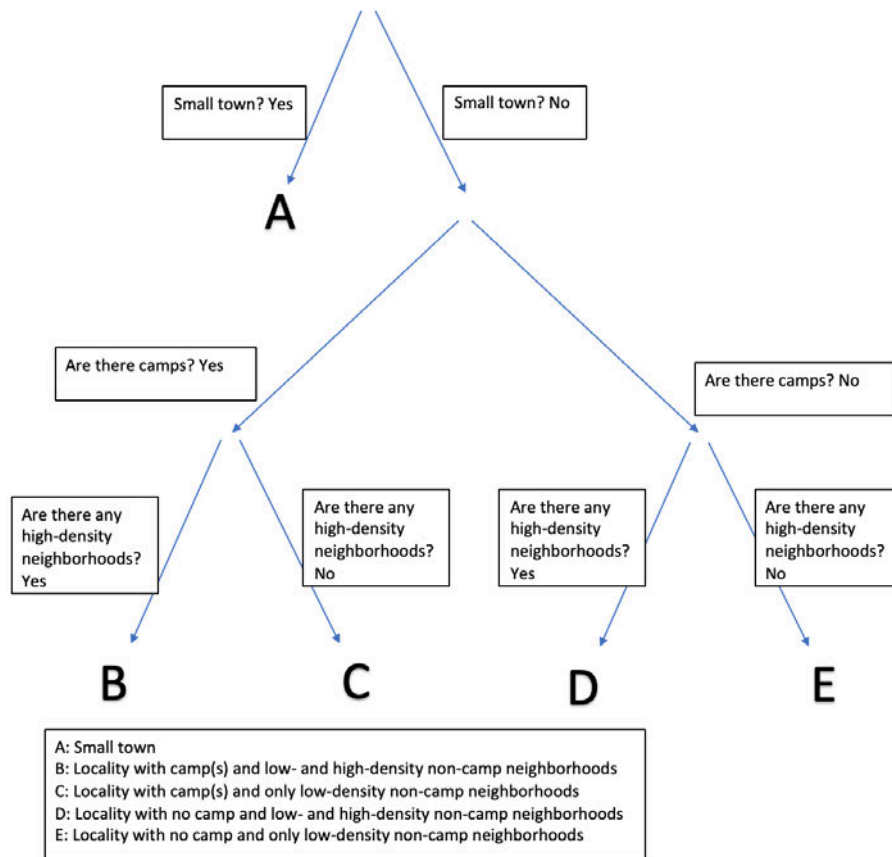 Small town? Yes
Small town? No
A
Are there camps? Yes
Are there camps? No
Are there any
high-density
neighborhoods?
Yes
Are there any
high-density
neighborhoods?
No
Are there any
high-density
neighborhoods?
Yes
Are there any
high-density
neighborhoods?
No
B
C
D
E
A: Small town
B: Locality with camp(s) and low- and high-density non-camp neighborhoods
C: Locality with camp(s) and only low-density non-camp neighborhoods
D: Locality with no camp and low- and high-density non-camp neighborhoods
E: Locality with no camp and only low-density non-camp neighborhoods